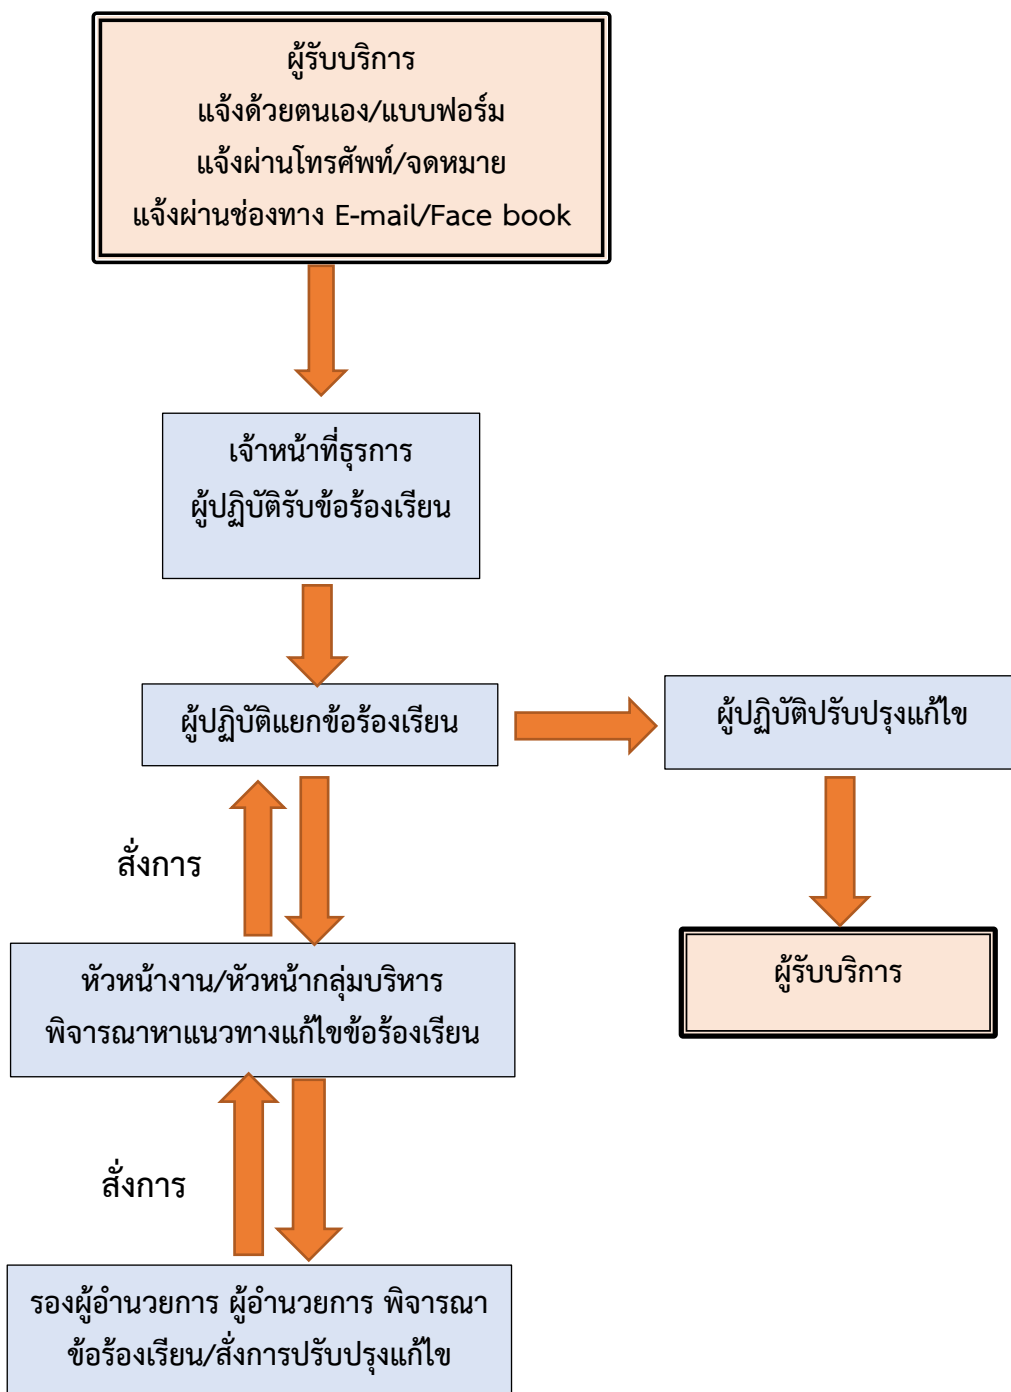 ผู้รับบริการ
แจ้งด้วยตนเอง/แบบฟอร์ม
แจ้งผ่านโทรศัพท์/จดหมาย
แจ้งผ่านช่องทาง E-mail/Face book
เจ้าหน้าที่ธุรการ
ผู้ปฏิบัติรับข้อร้องเรียน
ผู้ปฏิบัติแยกข้อร้องเรียน
ผู้ปฏิบัติปรับปรุงแก้ไข
สั่งการ
หัวหน้างาน/หัวหน้ากลุ่มบริหาร
พิจารณาหาแนวทางแก้ไขข้อร้องเรียน
ผู้รับบริการ
สั่งการ
รองผู้อำนวยการ ผู้อำนวยการ พิจารณา
ข้อร้องเรียน/สั่งการปรับปรุงแก้ไข